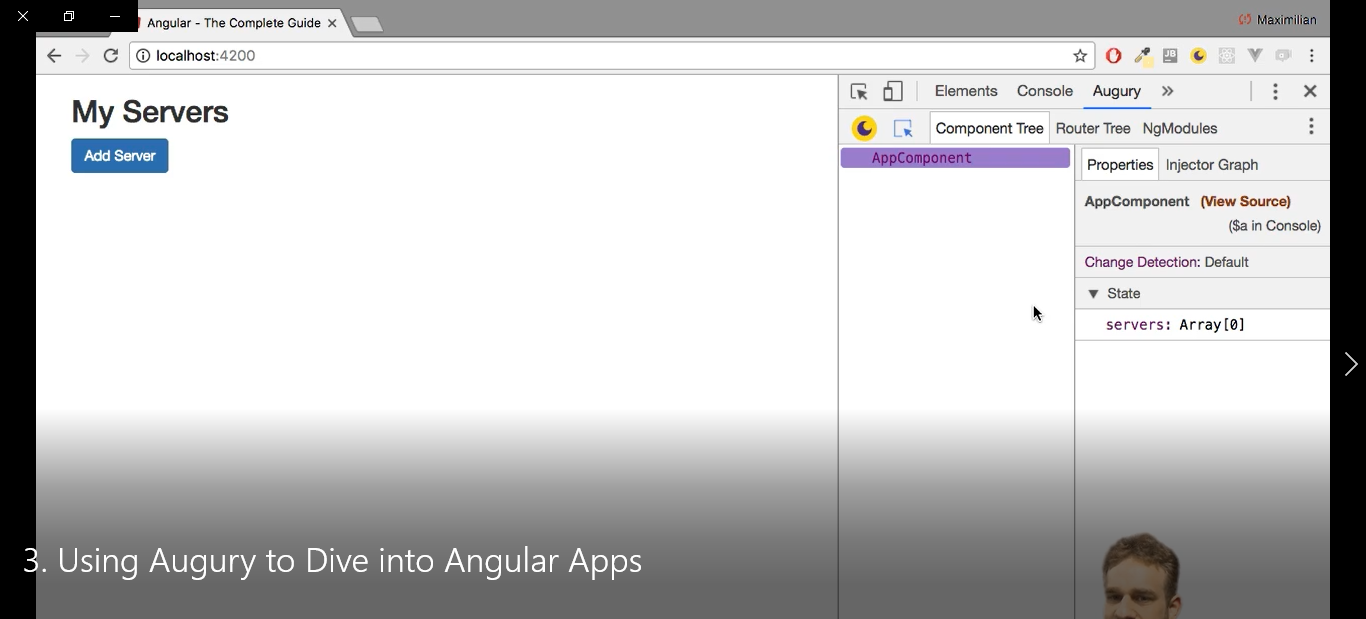 Angular - The Complete Guide
Maximilian
localhost:4200
My Servers
Add Server
Elements Console Augury
Component Tree Router Tree NgModules
AppComponent
Properties Injector Graph
AppComponent (View Source)
($a in Console)
Change Detection: Default
State
servers: Array[0]
3. Using Augury to Dive into Angular Apps